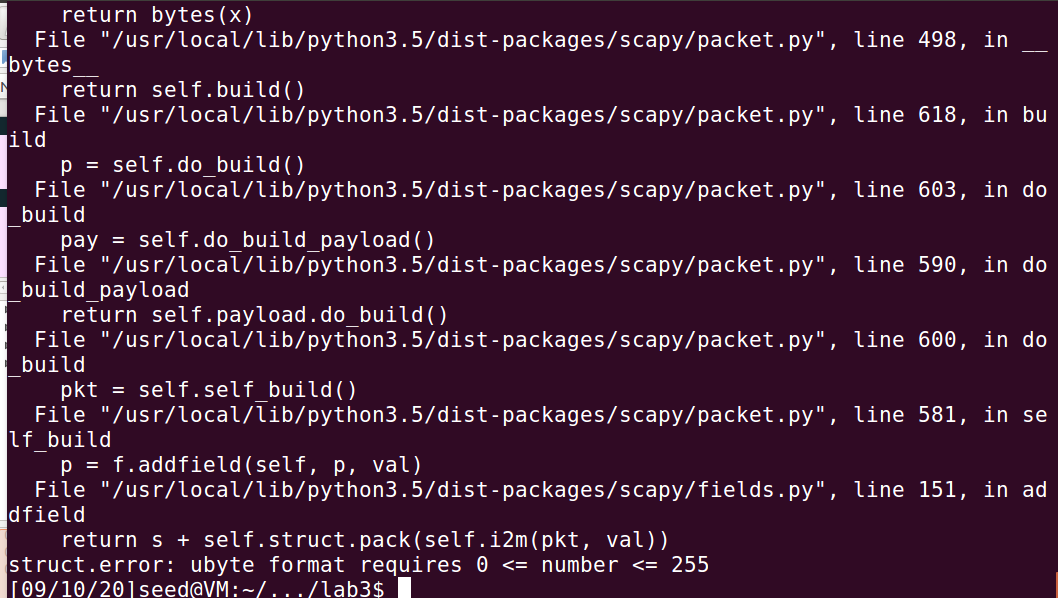 return bytes(x)
  File "/usr/local/lib/python3.5/dist-packages/scapy/packet.py", line 498, in __
bytes__
    return self.build()
  File "/usr/local/lib/python3.5/dist-packages/scapy/packet.py", line 618, in bu
ild
    p = self.do_build()
  File "/usr/local/lib/python3.5/dist-packages/scapy/packet.py", line 603, in do
_build
    pay = self.do_build_payload()
  File "/usr/local/lib/python3.5/dist-packages/scapy/packet.py", line 590, in do
_build_payload
    return self.payload.do_build()
  File "/usr/local/lib/python3.5/dist-packages/scapy/packet.py", line 600, in do
_build
    pkt = self.self_build()
  File "/usr/local/lib/python3.5/dist-packages/scapy/packet.py", line 581, in se
lf_build
    p = f.addfield(self, p, val)
  File "/usr/local/lib/python3.5/dist-packages/scapy/fields.py", line 151, in ad
dfield
    return s + self.struct.pack(self.i2m(pkt, val))
struct.error: ubyte format requires 0 <= number <= 255
[09/10/20]seed@VM:~/.../lab3$